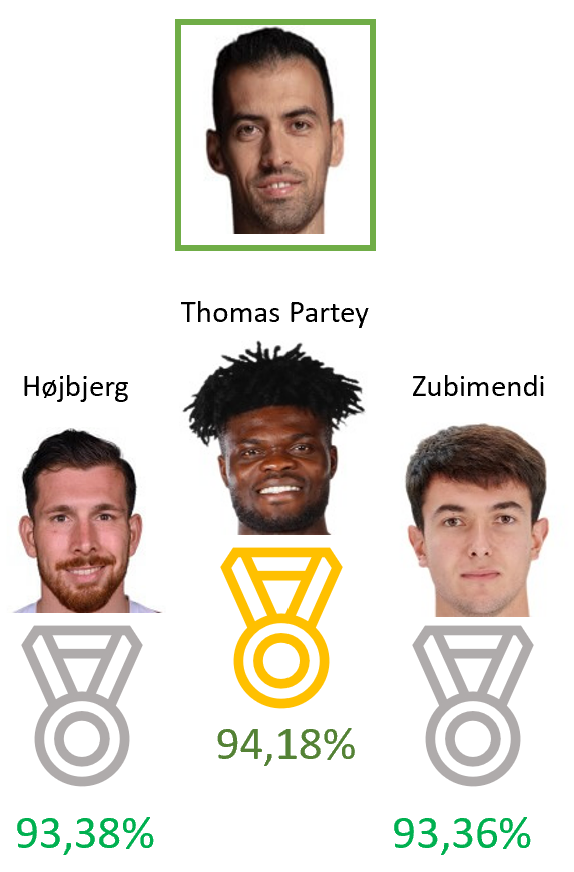 Thomas Partey
Højbjerg
Zubimendi
94,18%
93,38%
93,36%